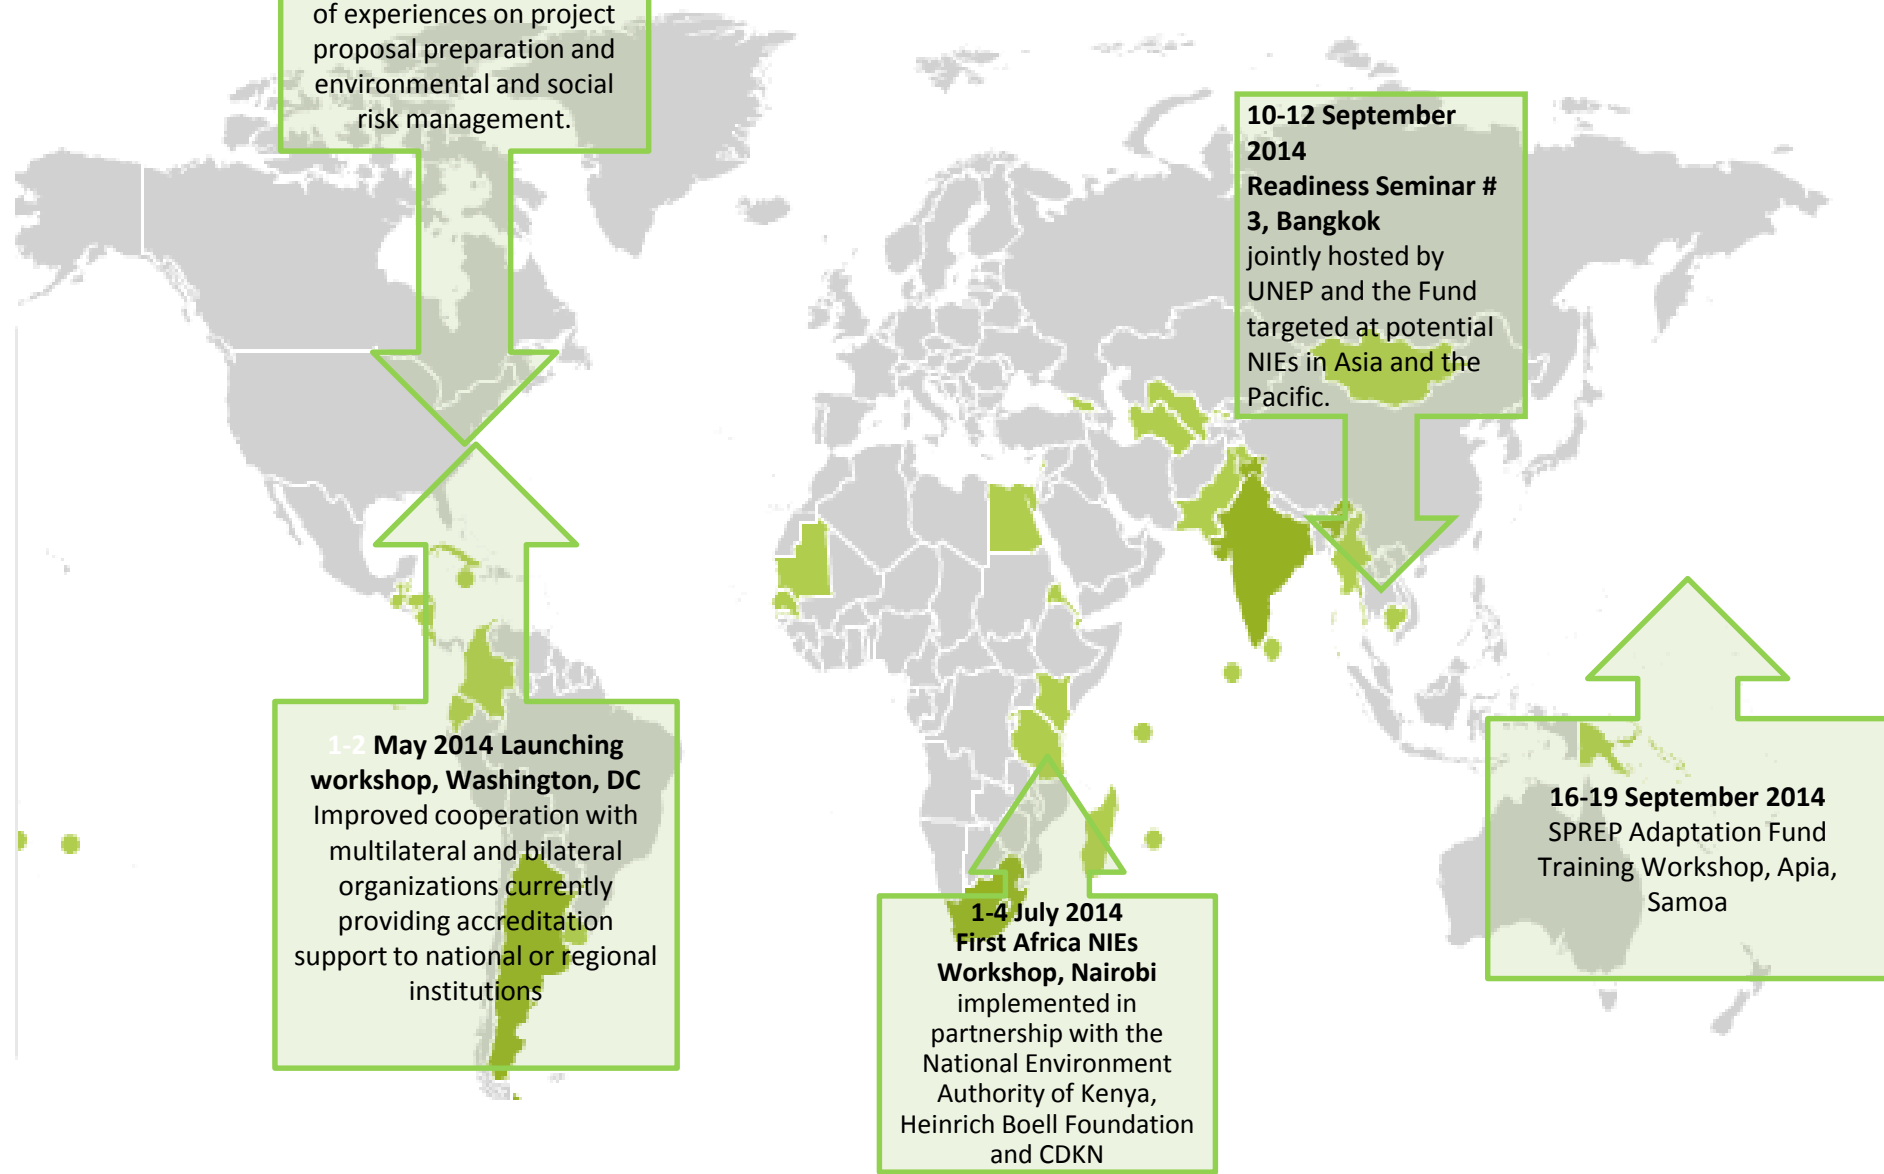 of experiences on project
proposal preparation and
environmental and social
risk management.
10-12 September
2014
Readiness Seminar #
3, Bangkok
jointly hosted by
UNEP and the Fund
targeted at potential
NIEs in Asia and the
Pacific.
1-2 May 2014 Launching
workshop, Washington, DC
Improved cooperation with
multilateral and bilateral
organizations currently
providing accreditation
support to national or regional
institutions
1-4 July 2014
First Africa NIEs
Workshop, Nairobi
implemented in
partnership with the
National Environment
Authority of Kenya,
Heinrich Boell Foundation
and CDKN
16-19 September 2014
SPREP Adaptation Fund
Training Workshop, Apia,
Samoa